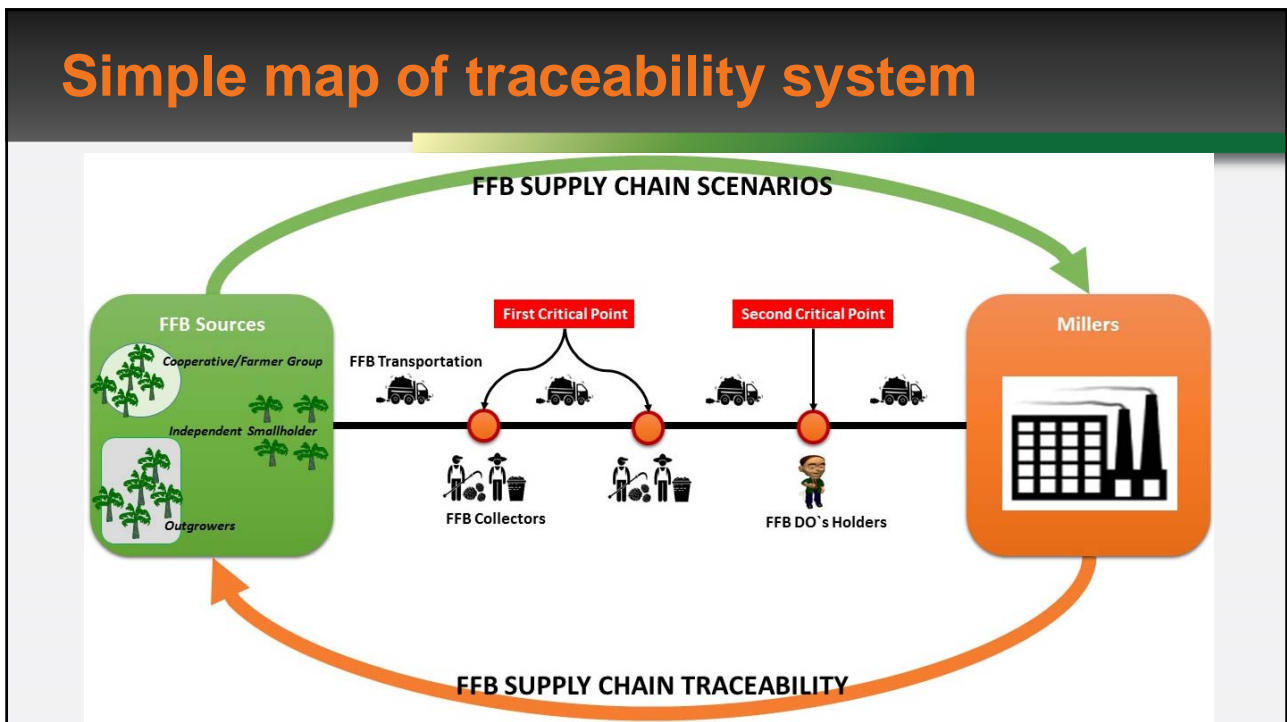 Simple map of traceability system
FFB SUPPLY CHAIN SCENARIOS
FFB Sources
Cooperative/Farmer Group
Independent Smallholder
Outgrowers
FFB Transportation
First Critical Point
Second Critical Point
FFB Collectors
FFB DO`s Holders
Millers
FFB SUPPLY CHAIN TRACEABILITY